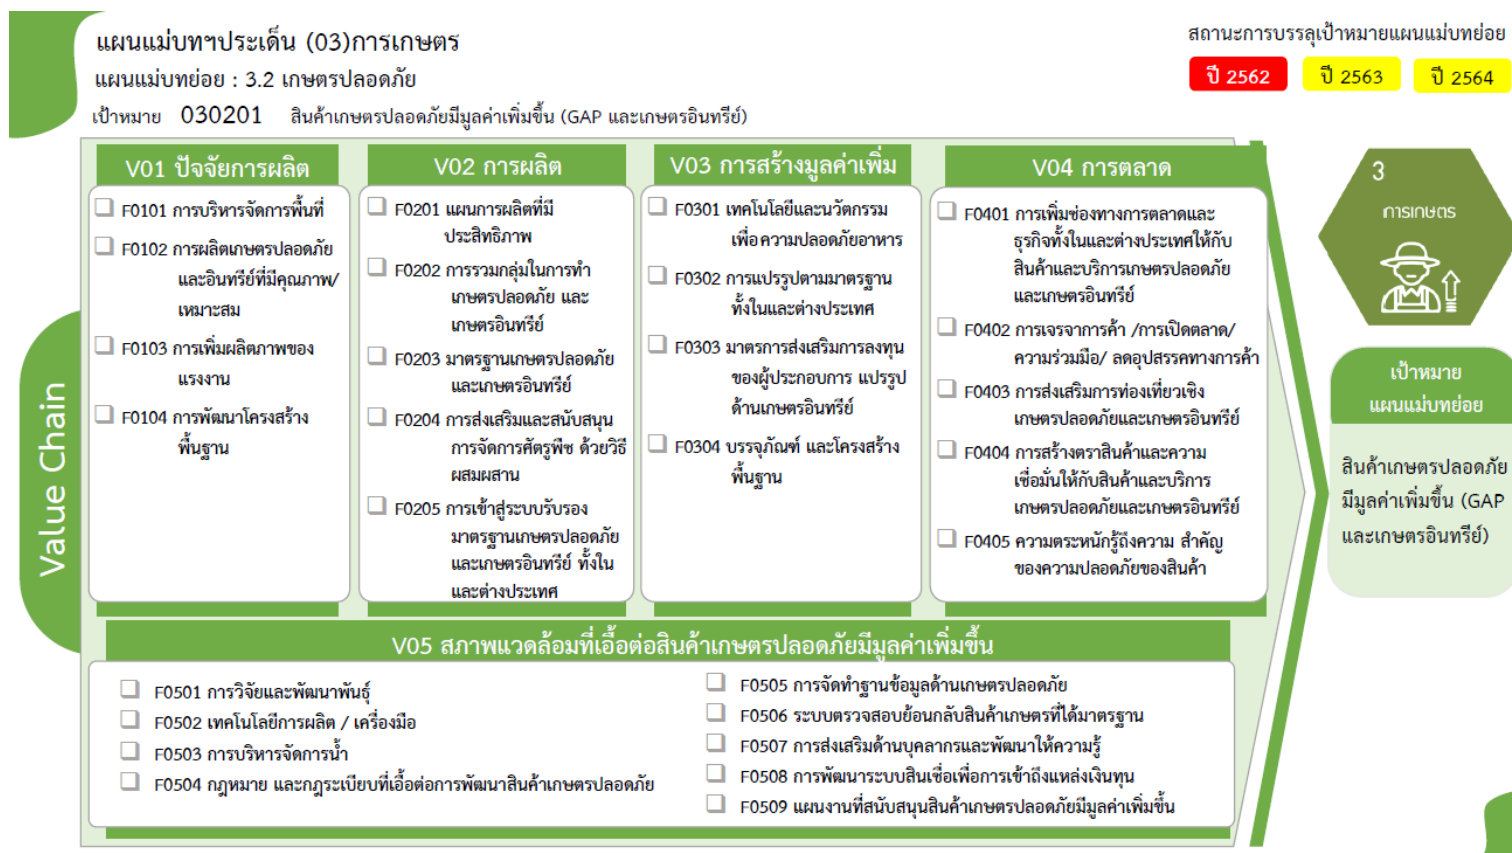 แผนแม่บทฯประเด็น (03)การเกษตร
แผนแม่บทย่อย : 3.2 เกษตรปลอดภัย
เป้าหมาย 030201 สินค้าเกษตรปลอดภัยมีมูลค่าเพิ่มขึ้น (GAP และเกษตรอินทรีย์)
สถานะการบรรลุเป้าหมายแผนแม่บทย่อย
ปี 2562 ปี 2563 ปี 2564
Value Chain
V01 ปัจจัยการผลิต
F0101 การบริหารจัดการพื้นที่
F0102 การผลิตเกษตรปลอดภัย
และอินทรีย์ที่มีคุณภาพ/
เหมาะสม
F0103 การเพิ่มผลิตภาพของ
แรงงาน
F0104 การพัฒนาโครงสร้าง
พื้นฐาน
V02 การผลิต
F0201 แผนการผลิตที่มี
ประสิทธิภาพ
F0202 การรวมกลุ่มในการทำ
เกษตรปลอดภัย และ
เกษตรอินทรีย์
F0203 มาตรฐานเกษตรปลอดภัย
และเกษตรอินทรีย์
F0204 การส่งเสริมและสนับสนุน
การจัดการศัตรูพืช ด้วยวิธี
ผสมผสาน
F0205 การเข้าสู่ระบบรับรอง
มาตรฐานเกษตรปลอดภัย
และเกษตรอินทรีย์ ทั้งใน
และต่างประเทศ
V03 การสร้างมูลค่าเพิ่ม
F0301 เทคโนโลยีและนวัตกรรม
เพื่อความปลอดภัยอาหาร
F0302 การแปรรูปตามมาตรฐาน
ทั้งในและต่างประเทศ
F0303 มาตรการส่งเสริมการลงทุน
ของผู้ประกอบการ แปรรูป
ด้านเกษตรอินทรีย์
F0304 บรรจุภัณฑ์ และโครงสร้าง
พื้นฐาน
V04 การตลาด
F0401 การเพิ่มช่องทางการตลาดและ
ธุรกิจทั้งในและต่างประเทศให้กับ
สินค้าและบริการเกษตรปลอดภัย
และเกษตรอินทรีย์
F0402 การเจรจาการค้า /การเปิดตลาด/
ความร่วมมือ/ ลดอุปสรรคทางการค้า
F0403 การส่งเสริมการท่องเที่ยวเชิง
เกษตรปลอดภัยและเกษตรอินทรีย์
F0404 การสร้างตราสินค้าและความ
เชื่อมั่นให้กับสินค้าและบริการ
เกษตรปลอดภัยและเกษตรอินทรีย์
F0405 ความตระหนักรู้ถึงความ สำคัญ
ของความปลอดภัยของสินค้า
3
การเกษตร
เป้าหมาย
แผนแม่บทย่อย
สินค้าเกษตรปลอดภัย
มีมูลค่าเพิ่มขึ้น (GAP
และเกษตรอินทรีย์)
V05 สภาพแวดล้อมที่เอื้อต่อสินค้าเกษตรปลอดภัยมีมูลค่าเพิ่มขึ้น
F0501 การวิจัยและพัฒนาพันธุ์
F0502 เทคโนโลยีการผลิต / เครื่องมือ
F0503 การบริหารจัดการน้ำ
F0504 กฎหมาย และกฎระเบียบที่เอื้อต่อการพัฒนาสินค้าเกษตรปลอดภัย
F0505 การจัดทำฐานข้อมูลด้านเกษตรปลอดภัย
F0506 ระบบตรวจสอบย้อนกลับสินค้าเกษตรที่ได้มาตรฐาน
F0507 การส่งเสริมด้านบุคลากรและพัฒนาให้ความรู้
F0508 การพัฒนาระบบสินเชื่อเพื่อการเข้าถึงแหล่งเงินทุน
F0509 แผนงานที่สนับสนุนสินค้าเกษตรปลอดภัยมีมูลค่าเพิ่มขึ้น